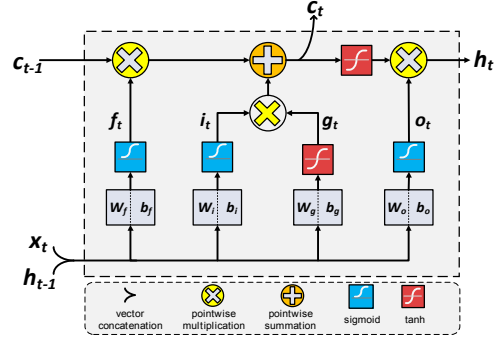 c_t
c_{t-1}
h_t
f_t
i_t
g_t
o_t
W_f b_f
W_i b_i
W_g b_g
W_o b_o
x_t
h_{t-1}
vector concatenation
pointwise multiplication
pointwise summation
sigmoid
tanh